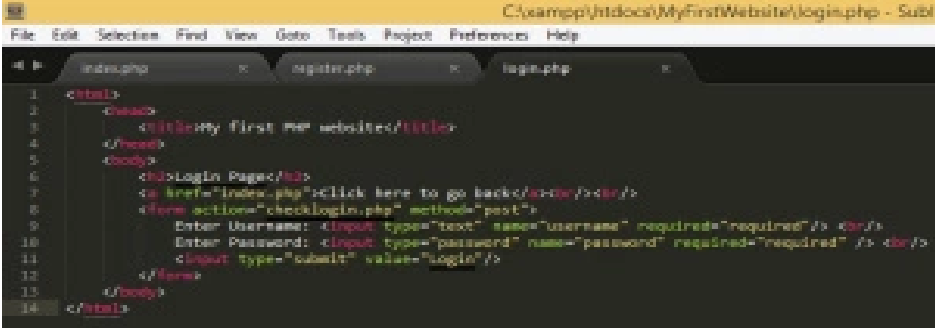 C:\xampp\htdocs\MyFirstWebsite\login.php - Subl
File Edit Selection Find View Goto Tools Project Preferences Help
index.php × register.php × login.php ×
1 <html>
2 <head>
3 <title>My first PHP website</title>
4 </head>
5 <body>
6 <h2>Login Page</h2>
7 <a href="index.php">Click here to go back</a><br/><br/>
8 <form action="checklogin.php" method="post">
9 Enter Username: <input type="text" name="username" required="required"/> <br/>
10 Enter Password: <input type="password" name="password" required="required" /> <br/>
11 <input type="submit" value="Login"/>
12 </form>
13 </body>
14 </html>